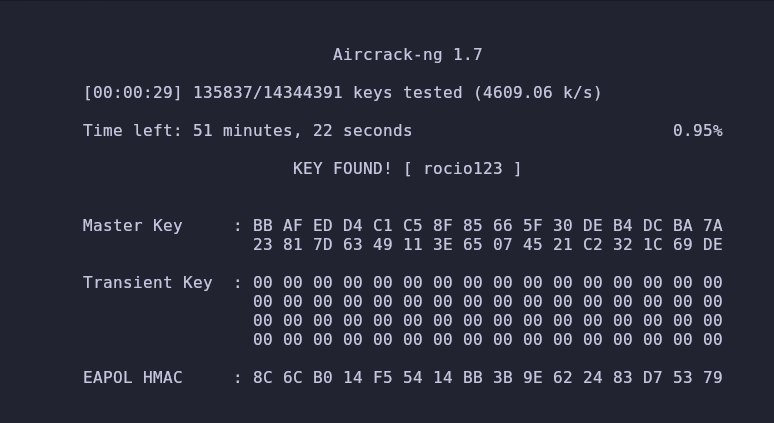 Aircrack-ng 1.7
[00:00:29] 135837/14344391 keys tested (4609.06 k/s)
Time left: 51 minutes, 22 seconds 0.95%
KEY FOUND! [ rocio123 ]
Master Key : BB AF ED D4 C1 C5 8F 85 66 5F 30 DE B4 DC BA 7A
23 81 7D 63 49 11 3E 65 07 45 21 C2 32 1C 69 DE
Transient Key : 00 00 00 00 00 00 00 00 00 00 00 00 00 00 00 00
00 00 00 00 00 00 00 00 00 00 00 00 00 00 00 00
00 00 00 00 00 00 00 00 00 00 00 00 00 00 00 00
00 00 00 00 00 00 00 00 00 00 00 00 00 00 00 00
EAPOL HMAC : 8C 6C B0 14 F5 54 14 BB 3B 9E 62 24 83 D7 53 79